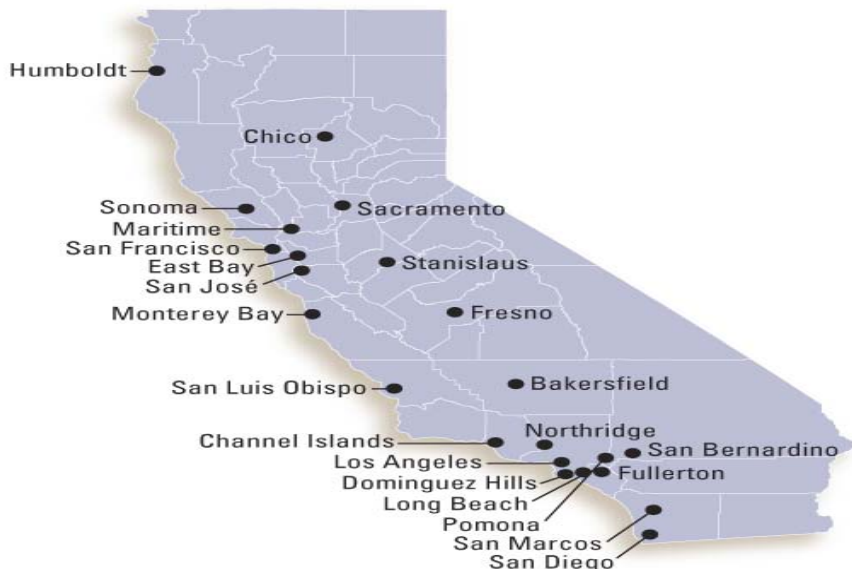 Humboldt
Chico
Sonoma
Sacramento
Maritime
San Francisco
East Bay
Stanislaus
San José
Monterey Bay
Fresno
San Luis Obispo
Bakersfield
Channel Islands
Northridge
San Bernardino
Los Angeles
Fullerton
Dominguez Hills
Long Beach
Pomona
San Marcos
San Diego